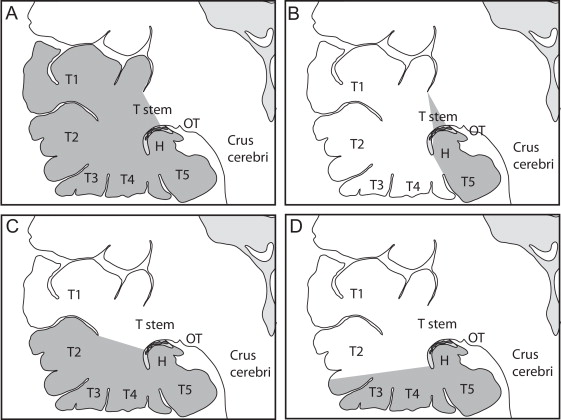 A
T1
T stem
OT
T2
H
Crus
cerebri
T3
T4
T5
B
T1
T stem
OT
T2
H
Crus
cerebri
T3
T4
T5
C
T1
T stem
OT
T2
H
Crus
cerebri
T3
T4
T5
D
T1
T stem
OT
T2
H
Crus
cerebri
T3
T4
T5